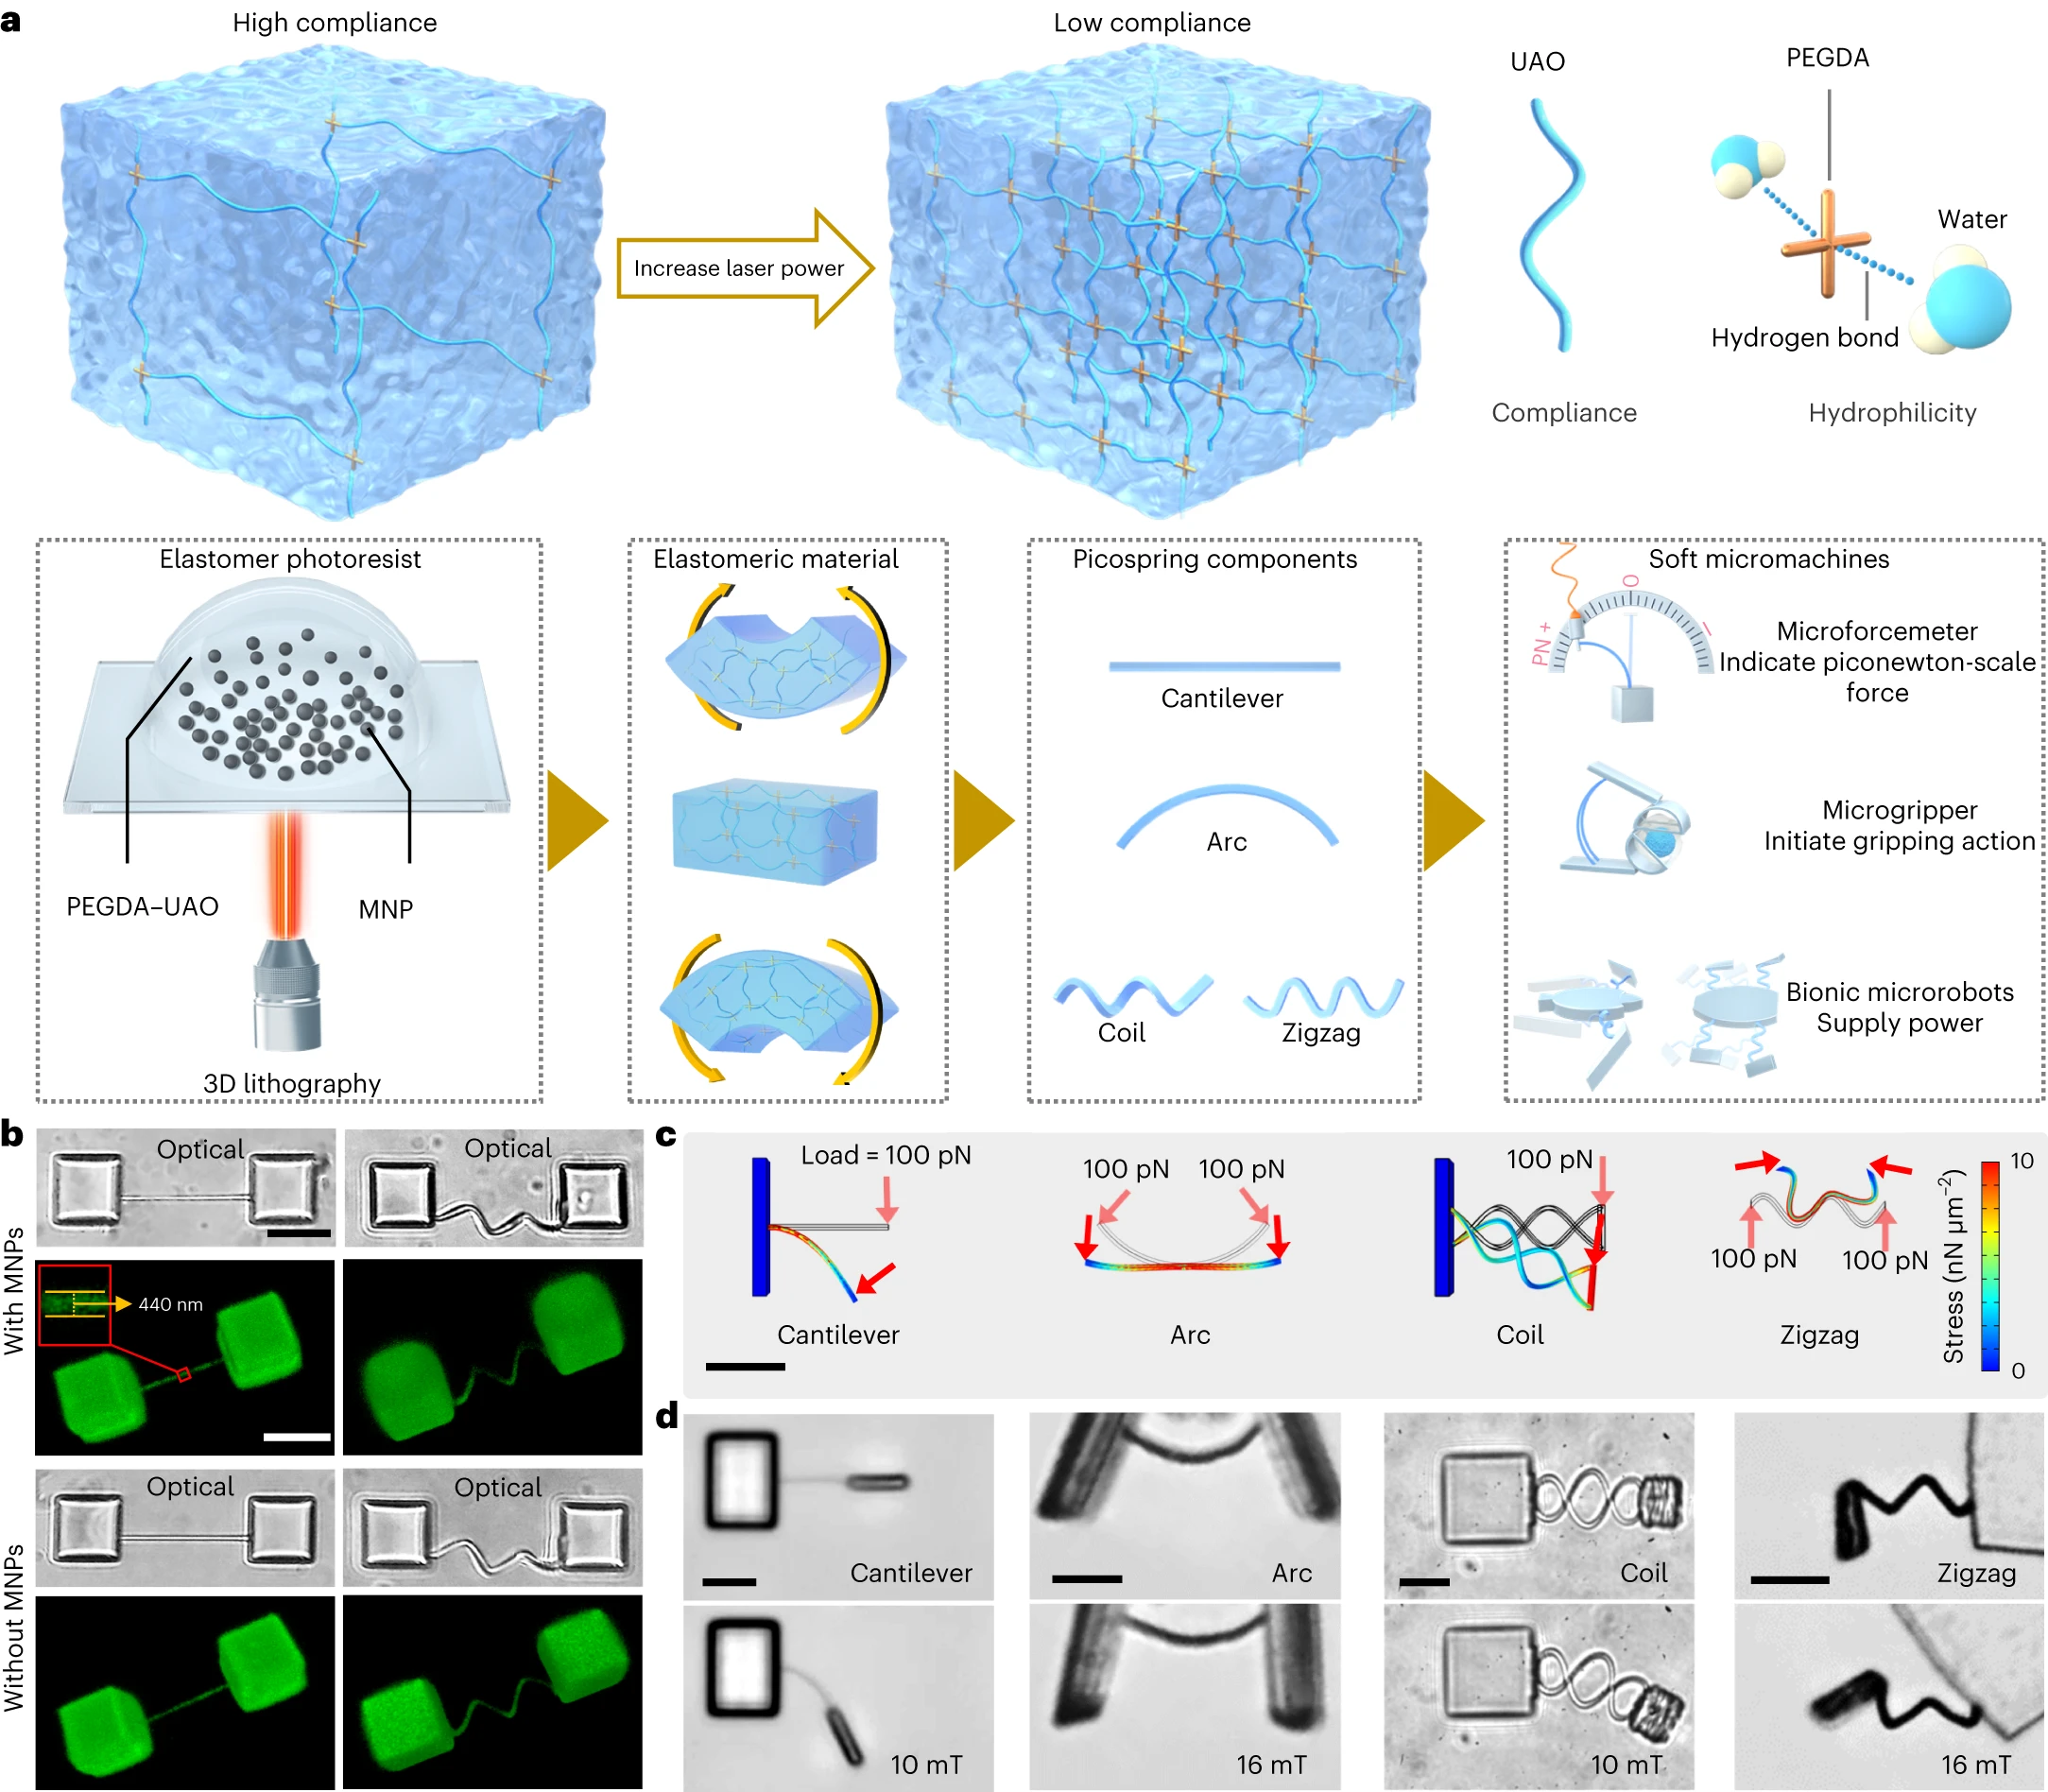 a
High compliance
Low compliance
UAO
PEGDA
Increase laser power
Water
Hydrogen bond
Compliance
Hydrophilicity
Elastomer photoresist
PEGDA–UAO
MNP
3D lithography
Elastomeric material
Picospring components
Cantilever
Arc
Coil
Zigzag
Soft micromachines
PN +
O
–
Microforcemeter
Indicate piconewton-scale
force
Microgripper
Initiate gripping action
Bionic microrobots
Supply power
b
With MNPs
Optical
Optical
440 nm
Without MNPs
Optical
Optical
c
Load = 100 pN
Cantilever
100 pN
100 pN
Arc
100 pN
Coil
100 pN
100 pN
Zigzag
Stress (nN µm⁻²)
10
0
d
Cantilever
Arc
Coil
Zigzag
10 mT
16 mT
10 mT
16 mT